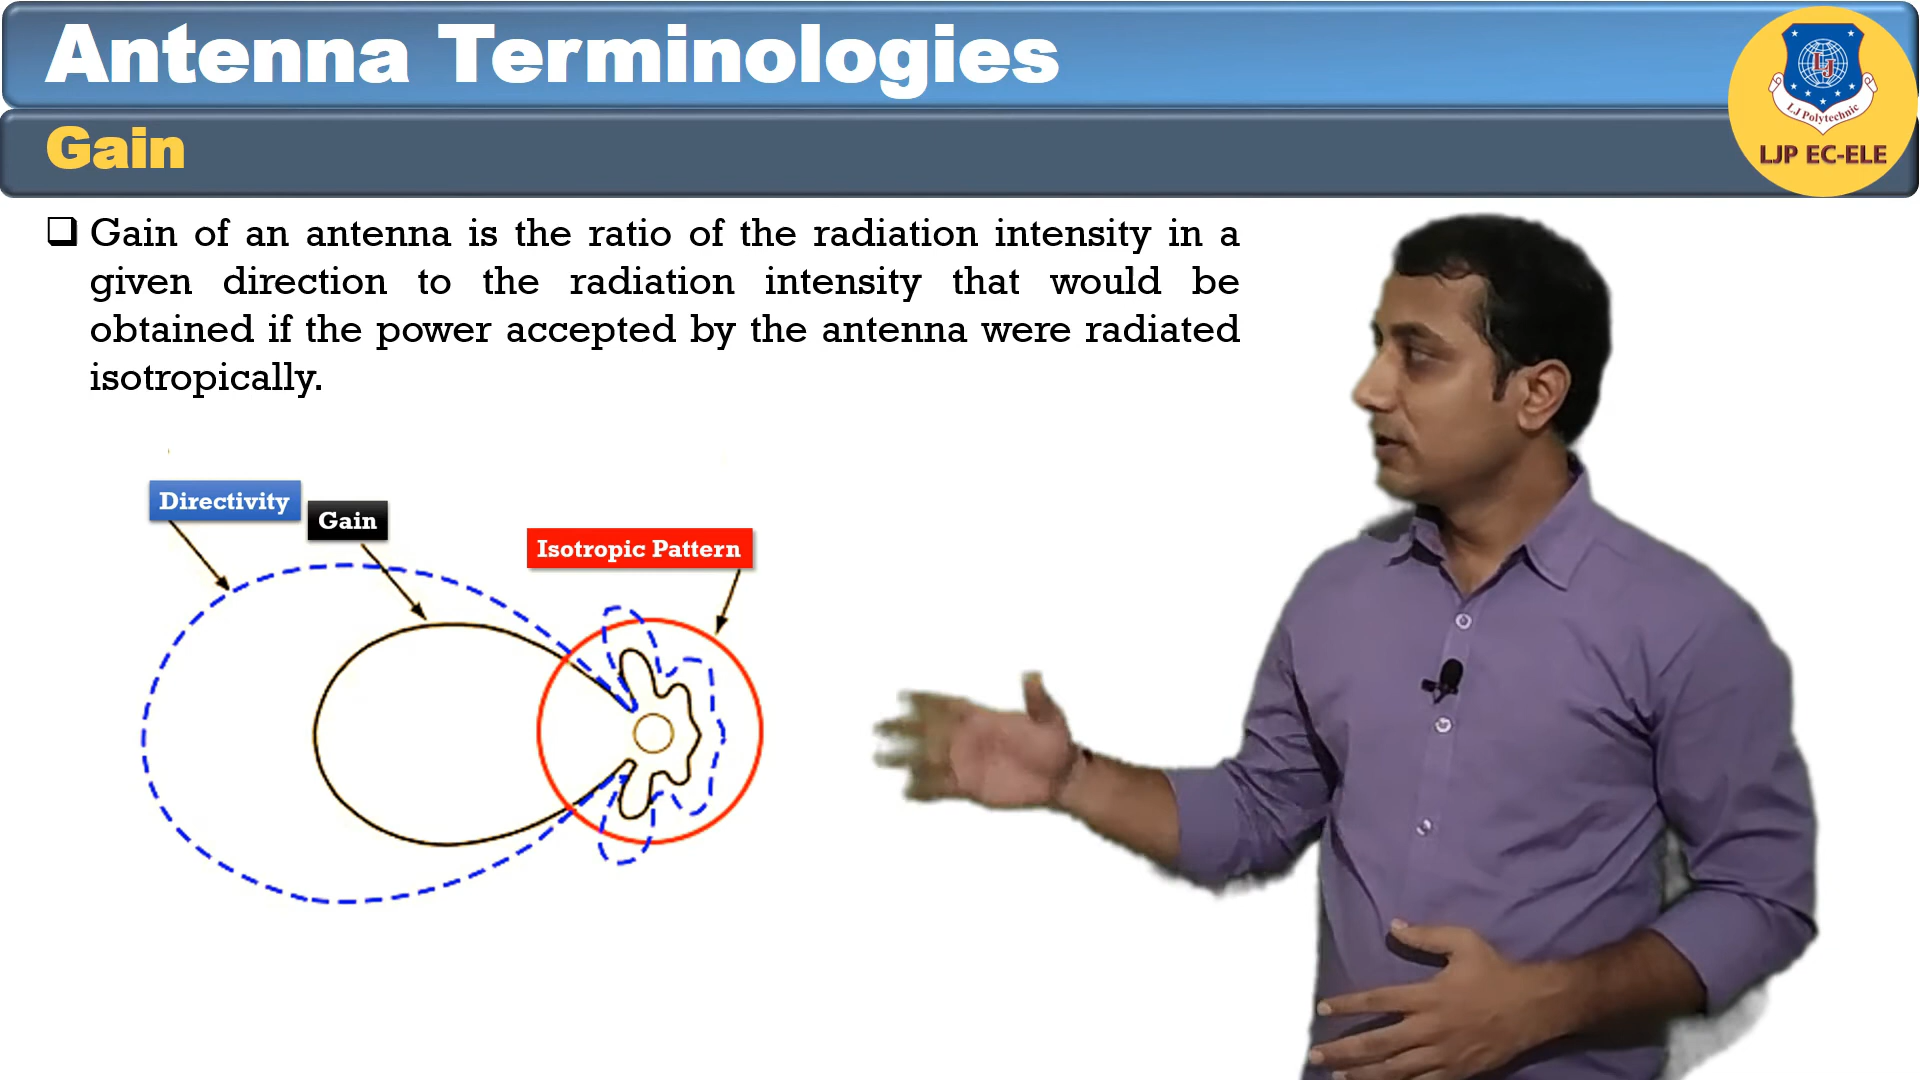 Antenna Terminologies
Gain
LJ
LJ Polytechnic
LJP EC-ELE
Gain of an antenna is the ratio of the radiation intensity in a
given direction to the radiation intensity that would be
obtained if the power accepted by the antenna were radiated
isotropically.
Directivity
Gain
Isotropic Pattern